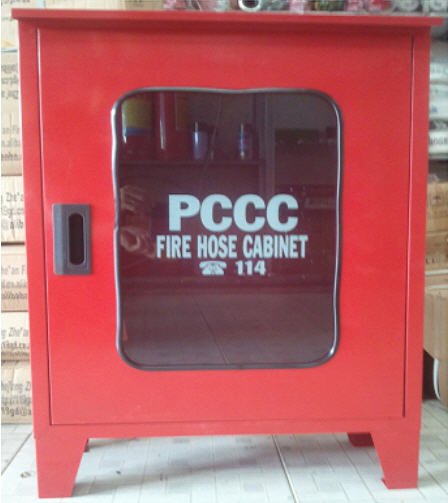 PCCC
FIRE HOSE CABINET
☎ 114